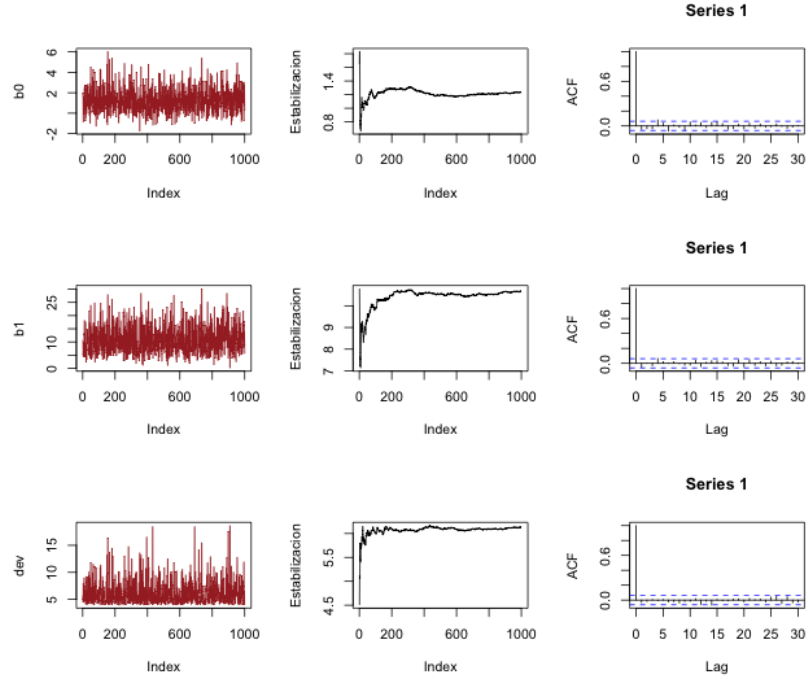 Series 1
b0
-2 2 4 6
0 200 600 1000
Index
Estabilizacion
0.8 1.4
0 200 600 1000
Index
ACF
0.0 0.6
0 5 10 15 20 25 30
Lag
Series 1
b1
0 10 25
0 200 600 1000
Index
Estabilizacion
7 8 9
0 200 600 1000
Index
ACF
0.0 0.6
0 5 10 15 20 25 30
Lag
Series 1
dev
5 10 15
0 200 600 1000
Index
Estabilizacion
4.5 5.5
0 200 600 1000
Index
ACF
0.0 0.6
0 5 10 15 20 25 30
Lag